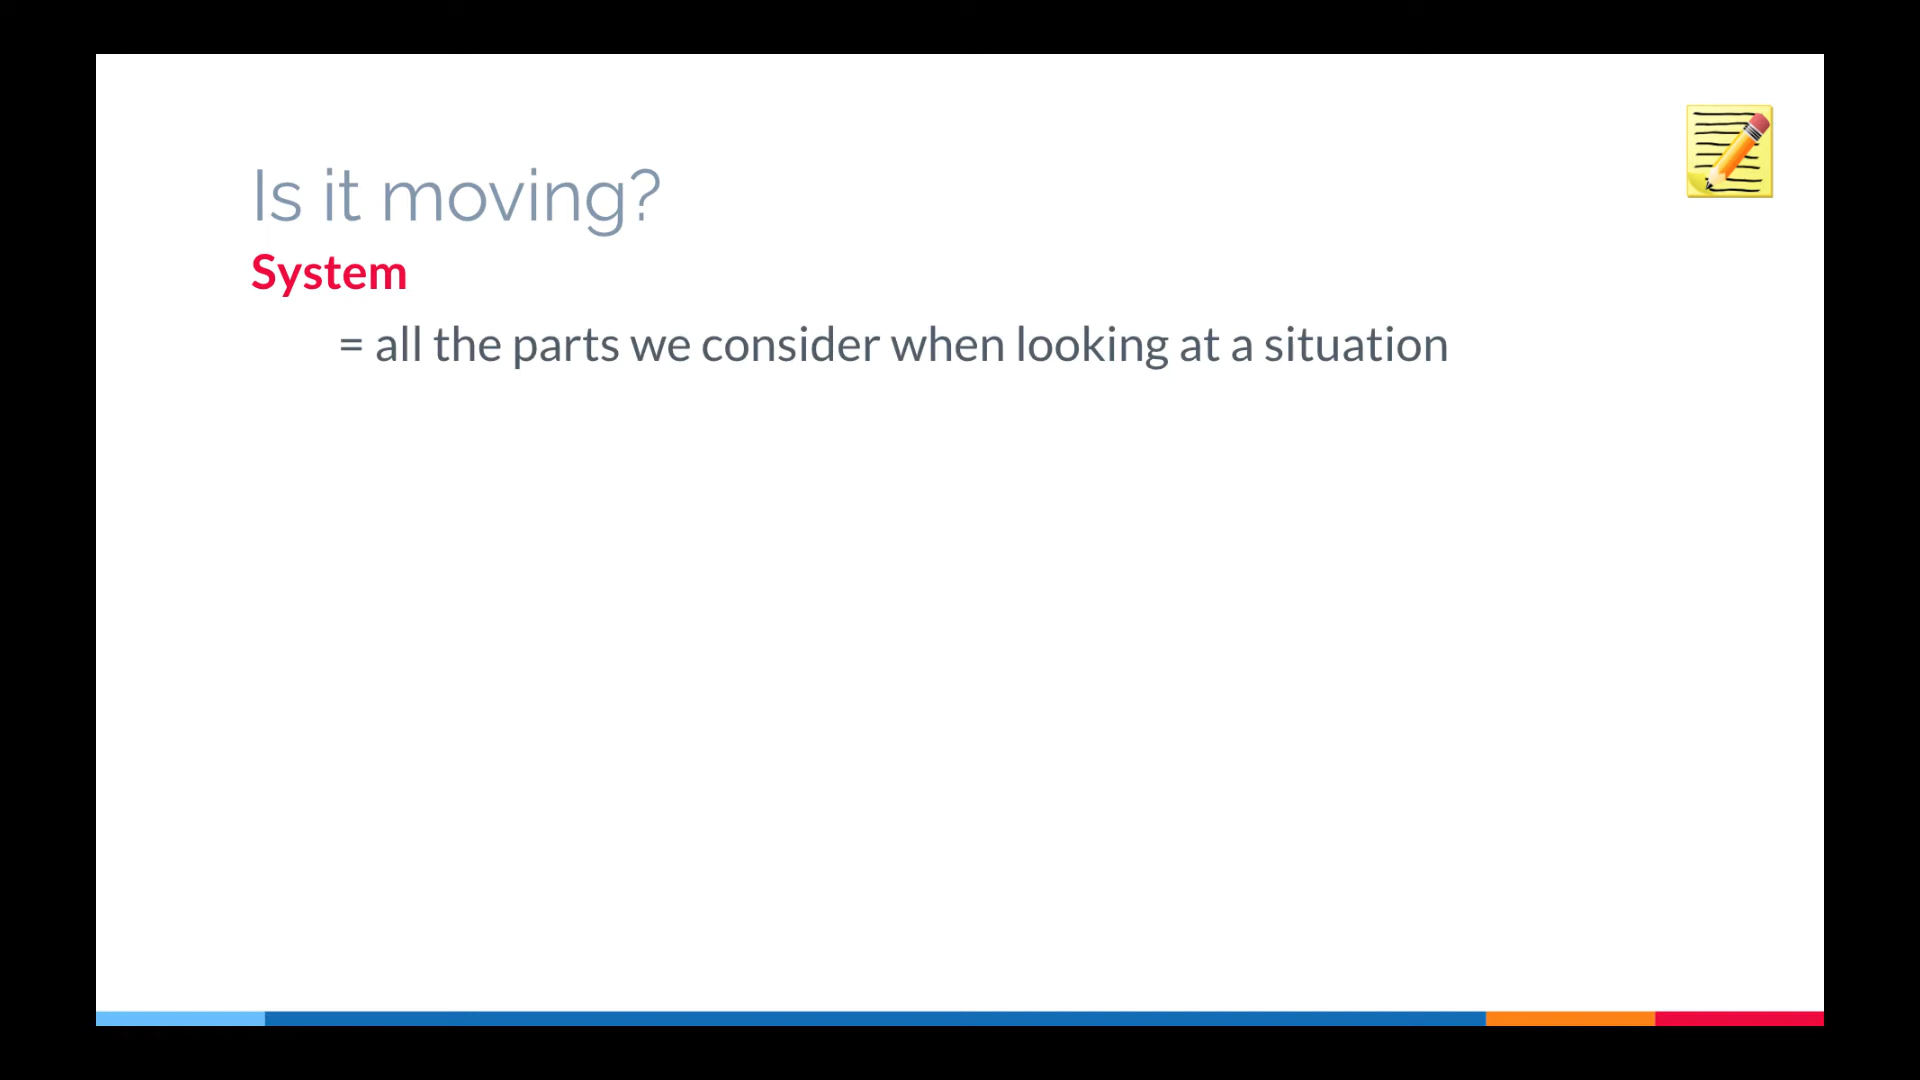 Is it moving?
System
= all the parts we consider when looking at a situation